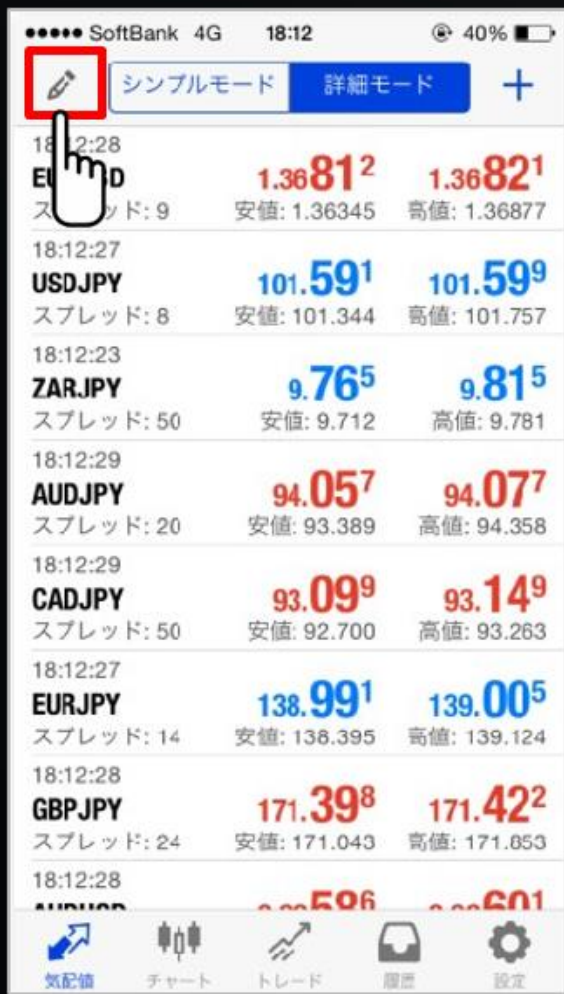 SoftBank 4G 18:12 40%
シンプルモード 詳細モード +
スプレッド: 9 安値: 1.36345 高値: 1.36877
1.36812 1.36821
18:12:27
USDJPY 101.591 101.599
スプレッド: 8 安値: 101.344 高値: 101.757
18:12:23
ZARJPY 9.765 9.815
スプレッド: 50 安値: 9.712 高値: 9.781
18:12:29
AUDJPY 94.057 94.077
スプレッド: 20 安値: 93.389 高値: 94.358
18:12:29
CADJPY 93.099 93.149
スプレッド: 50 安値: 92.700 高値: 93.263
18:12:27
EURJPY 138.991 139.005
スプレッド: 14 安値: 138.395 高値: 139.124
18:12:28
GBPJPY 171.398 171.422
スプレッド: 24 安値: 171.043 高値: 171.853
18:12:28
気配値 チャート トレード 履歴 設定